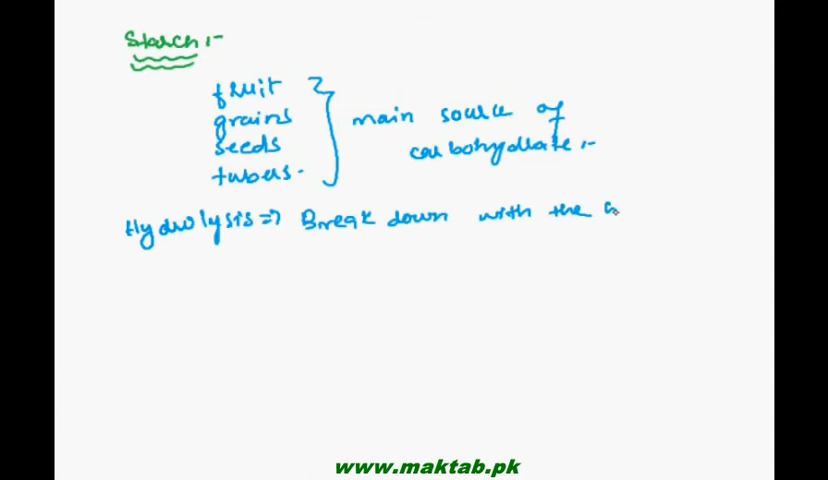 Starch :-
fruit
grains
seeds
tubers.
main source of
carbohydrate :-
Hydrolysis => Break down with the
www.maktab.pk